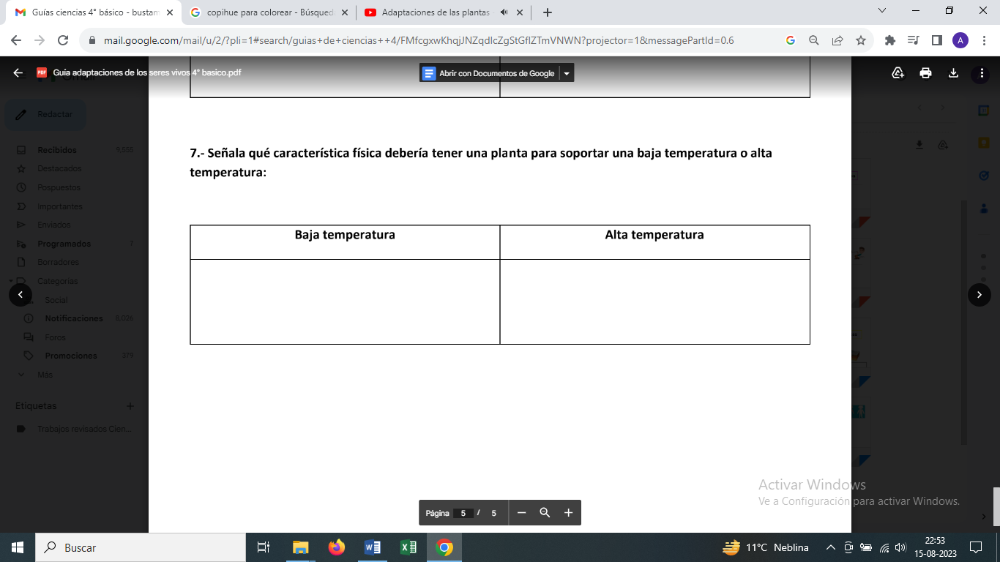 Guías ciencias 4° básico - bustam
copihue para colorear - Búsqued
Adaptaciones de las plantas
mail.google.com/mail/u/2/?pli=1#search/guias+de+ciencias++4/FMfcgxwKhqjJNZqdlcZgStGflZTmVNWN?projector=1&messagePartId=0.6
A
PDF Guia adaptaciones de los seres vivos 4° basico.pdf
Abrir con Documentos de Google
Redactar
Recibidos 9,555
Destacados
Pospuestos
Importantes
Enviados
Programados 7
Borradores
Categorías
Social
Notificaciones 8,026
Foros
Promociones 379
Más
Etiquetas +
Trabajos revisados Cien...
7.- Señala qué característica física debería tener una planta para soportar una baja temperatura o alta
temperatura:
Baja temperatura Alta temperatura
Activar Windows
Ve a Configuración para activar Windows.
Página 5 / 5
Buscar
11°C Neblina
22:53
15-08-2023